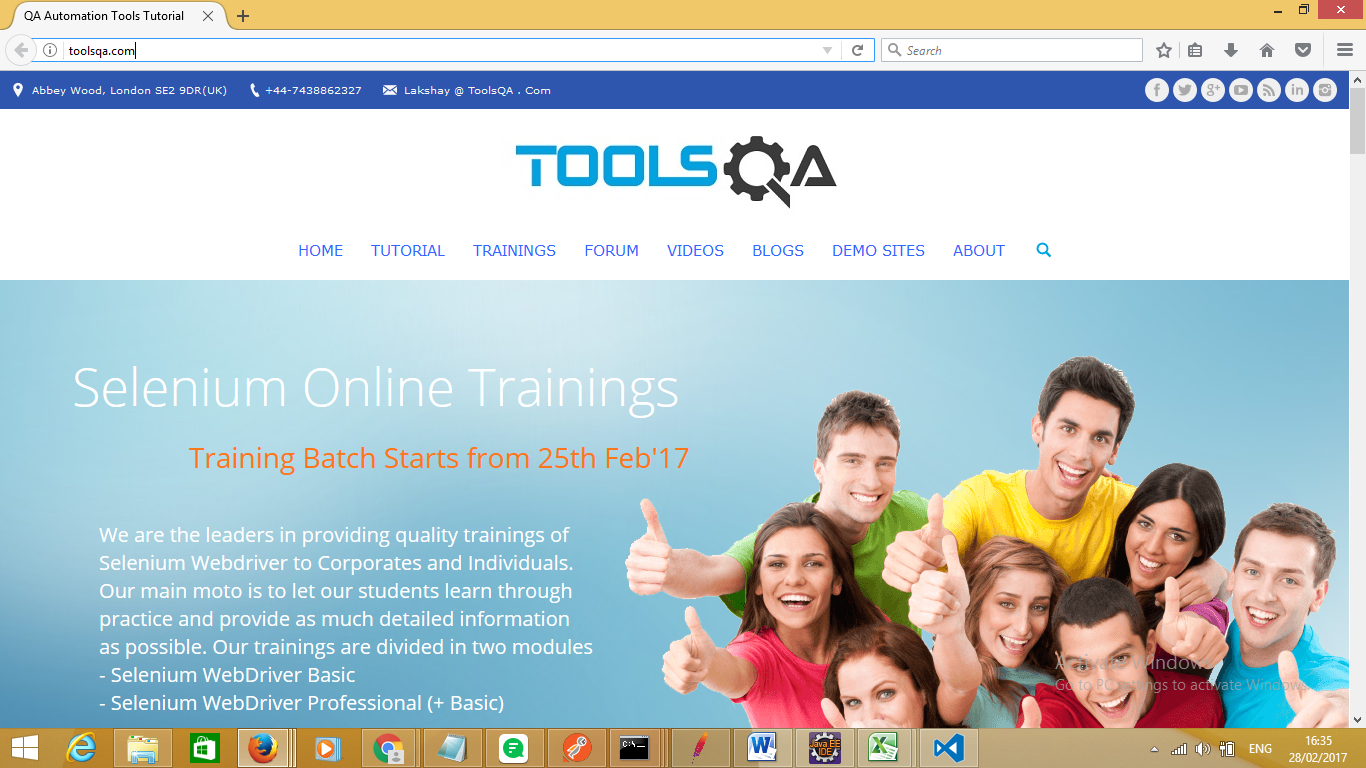 QA Automation Tools Tutorial
toolsqa.com
Search
Abbey Wood, London SE2 9DR(UK)
+44-7438862327
Lakshay @ ToolsQA . Com
TOOLSQA
HOME
TUTORIAL
TRAININGS
FORUM
VIDEOS
BLOGS
DEMO SITES
ABOUT
Selenium Online Trainings
Training Batch Starts from 25th Feb'17
We are the leaders in providing quality trainings of
Selenium Webdriver to Corporates and Individuals.
Our main moto is to let our students learn through
practice and provide as much detailed information
as possible. Our trainings are divided in two modules
- Selenium WebDriver Basic
- Selenium WebDriver Professional (+ Basic)
Activate Windows
Go to PC settings to activate Windows.
C:\_
Java EE
IDE
ENG
16:35
28/02/2017